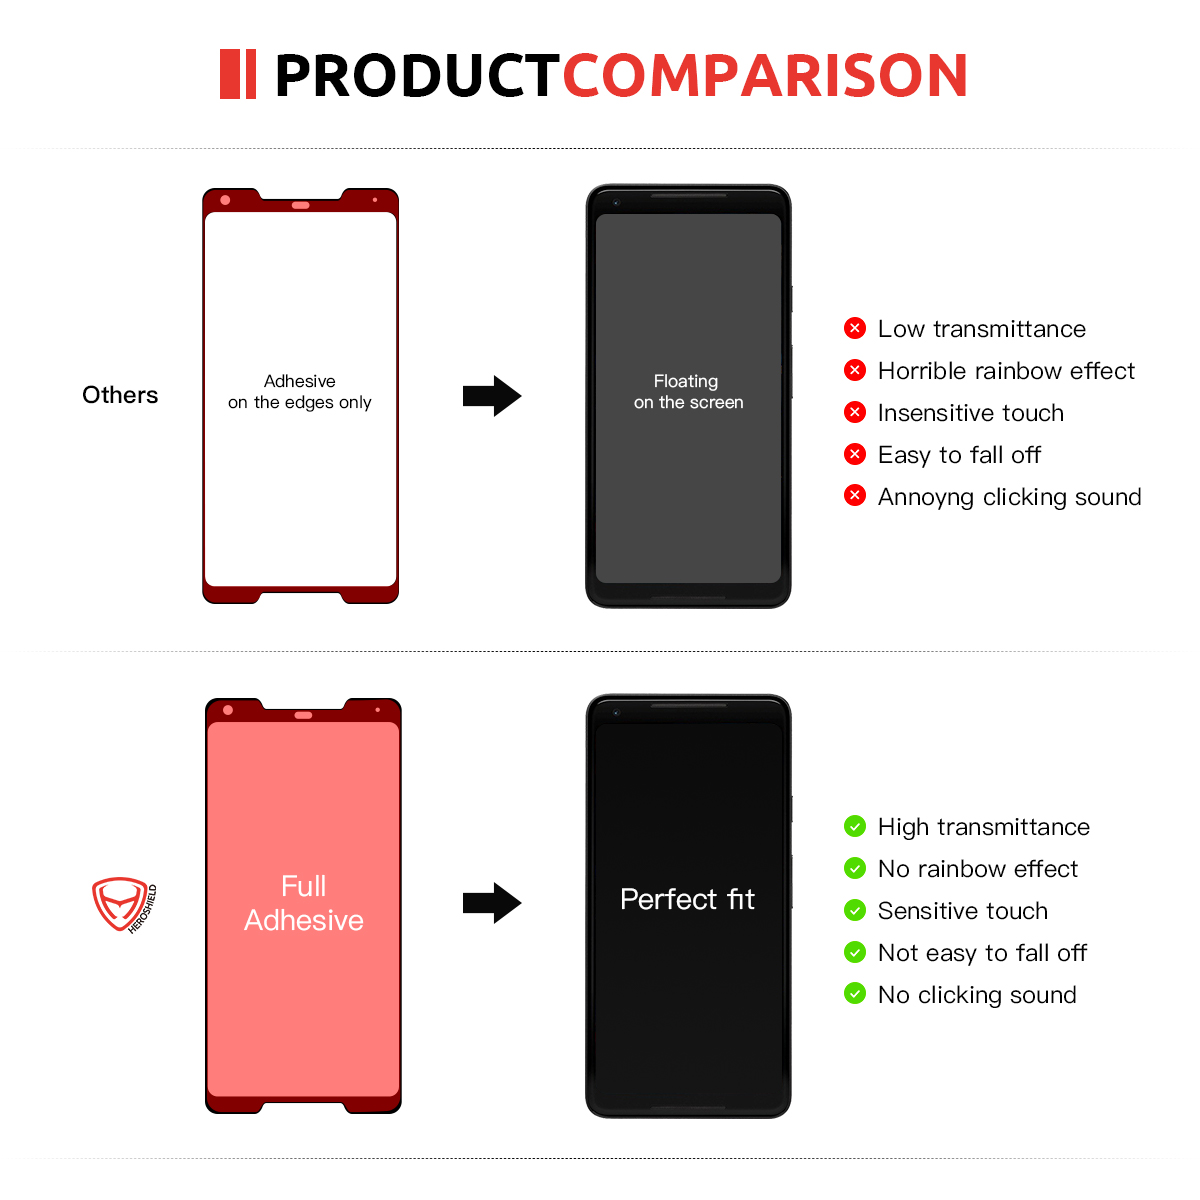 PRODUCTCOMPARISON
Others
Adhesive
on the edges only
Floating
on the screen
Low transmittance
Horrible rainbow effect
Insensitive touch
Easy to fall off
Annoyng clicking sound
HEROSHIELD
Full
Adhesive
Perfect fit
High transmittance
No rainbow effect
Sensitive touch
Not easy to fall off
No clicking sound